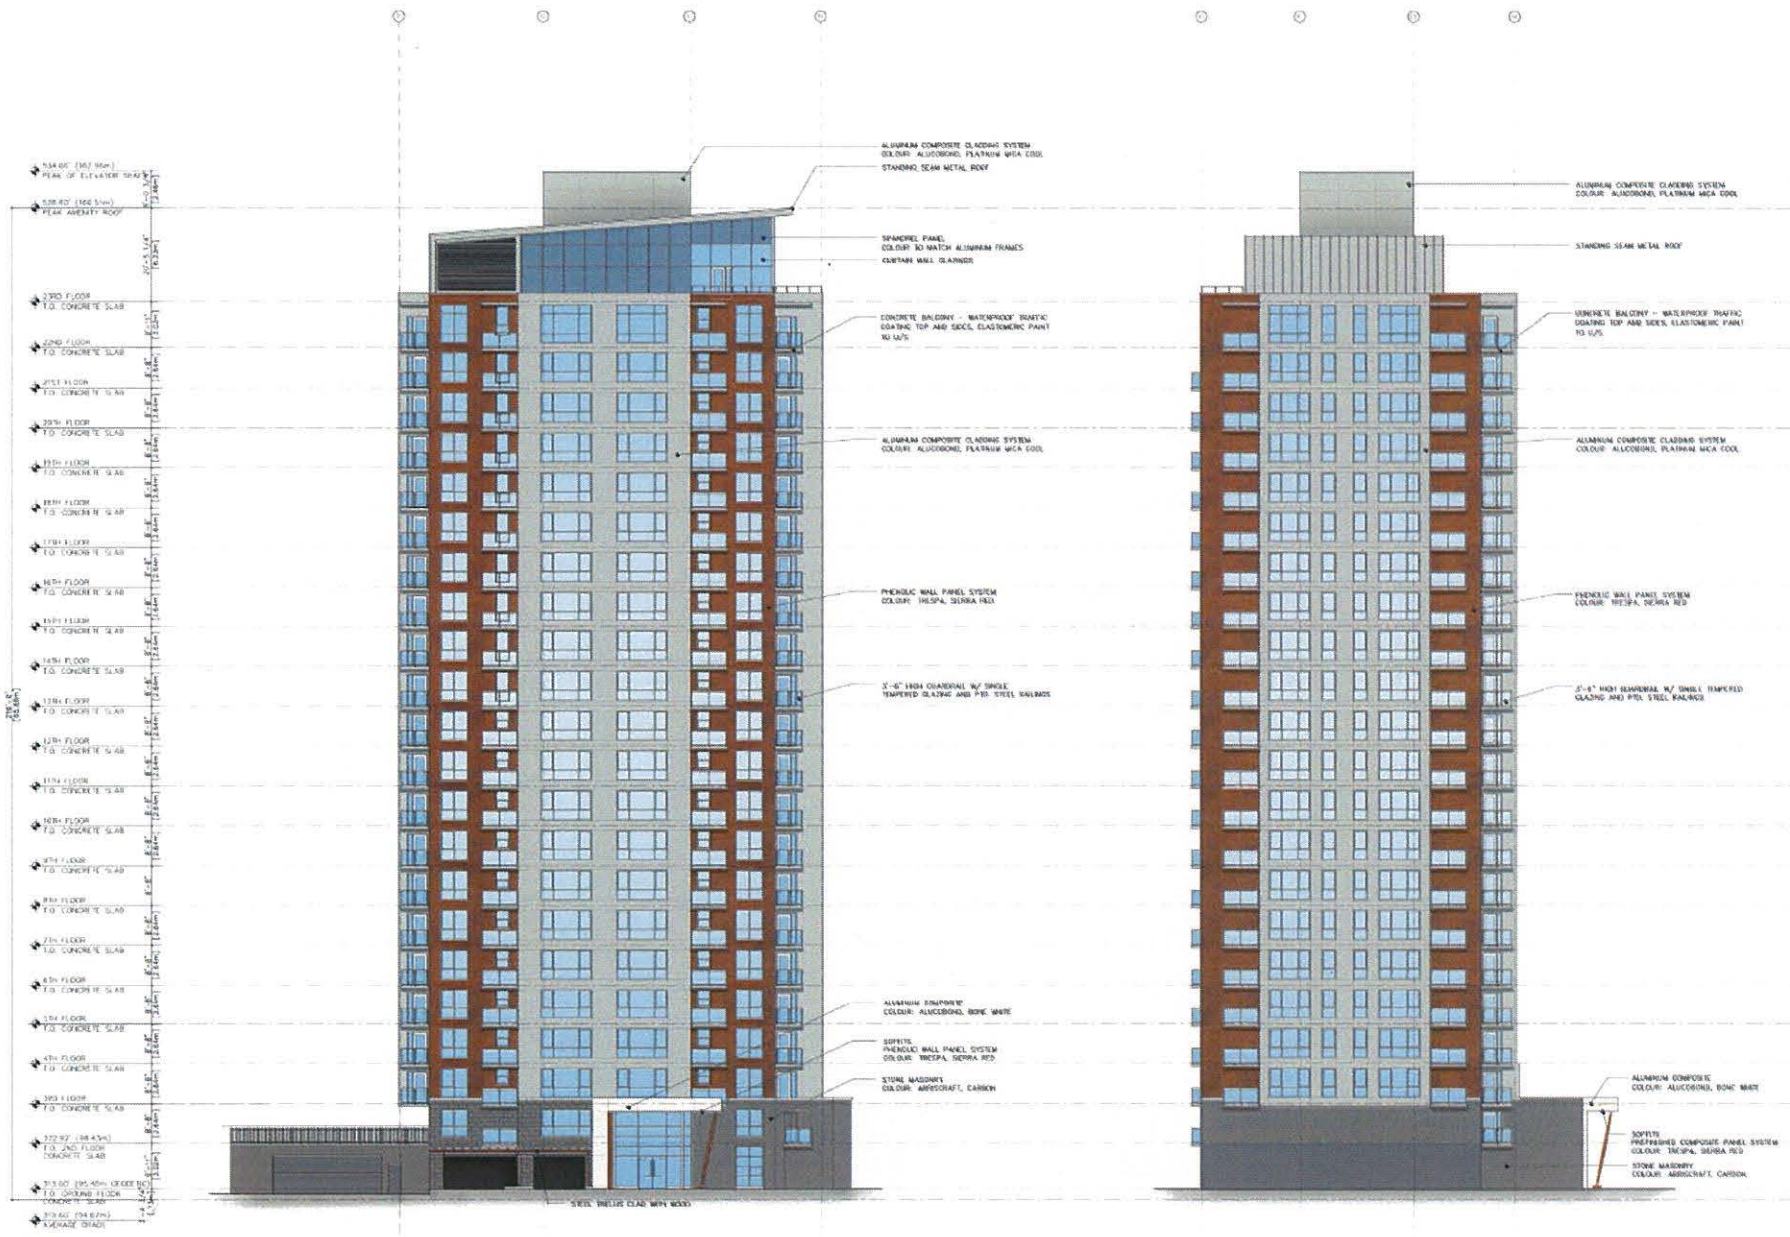 PEAK OF ELEVATOR SHAFT
PEAK AMENITY ROOF
23RD FLOOR
T.O. CONCRETE SLAB
22ND FLOOR
T.O. CONCRETE SLAB
21ST FLOOR
T.O. CONCRETE SLAB
20TH FLOOR
T.O. CONCRETE SLAB
19TH FLOOR
T.O. CONCRETE SLAB
18TH FLOOR
T.O. CONCRETE SLAB
17TH FLOOR
T.O. CONCRETE SLAB
16TH FLOOR
T.O. CONCRETE SLAB
15TH FLOOR
T.O. CONCRETE SLAB
14TH FLOOR
T.O. CONCRETE SLAB
13TH FLOOR
T.O. CONCRETE SLAB
12TH FLOOR
T.O. CONCRETE SLAB
11TH FLOOR
T.O. CONCRETE SLAB
10TH FLOOR
T.O. CONCRETE SLAB
9TH FLOOR
T.O. CONCRETE SLAB
8TH FLOOR
T.O. CONCRETE SLAB
7TH FLOOR
T.O. CONCRETE SLAB
6TH FLOOR
T.O. CONCRETE SLAB
5TH FLOOR
T.O. CONCRETE SLAB
4TH FLOOR
T.O. CONCRETE SLAB
3RD FLOOR
T.O. CONCRETE SLAB
T.O. 2ND FLOOR
CONCRETE SLAB
T.O. GROUND FLOOR
CONCRETE SLAB
AVERAGE GRADE
ALUMINUM COMPOSITE CLADDING SYSTEM
COLOUR: ALUCOBOND, PLATINUM MICA COOL
STANDING SEAM METAL ROOF
SPANDREL PANEL
COLOUR TO MATCH ALUMINUM FRAMES
CURTAIN WALL GLAZING
CONCRETE BALCONY - WATERPROOF TRAFFIC
COATING TOP AND SIDES, ELASTOMERIC PAINT
TO U/S
ALUMINUM COMPOSITE CLADDING SYSTEM
COLOUR: ALUCOBOND, PLATINUM MICA COOL
PHENOLIC WALL PANEL SYSTEM
COLOUR: TRESPA, SIERRA RED
3'-6" HIGH GUARDRAIL W/ SINGLE
TEMPERED GLAZING AND PTD. STEEL RAILINGS
ALUMINUM COMPOSITE
COLOUR: ALUCOBOND, BONE WHITE
SOFFITS
PHENOLIC WALL PANEL SYSTEM
COLOUR: TRESPA, SIERRA RED
STONE MASONRY
COLOUR: ARRISCRAFT, CARBON
STEEL TRELLIS CLAD WITH WOOD
ALUMINUM COMPOSITE CLADDING SYSTEM
COLOUR: ALUCOBOND, PLATINUM MICA COOL
STANDING SEAM METAL ROOF
CONCRETE BALCONY - WATERPROOF TRAFFIC
COATING TOP AND SIDES, ELASTOMERIC PAINT
TO U/S
ALUMINUM COMPOSITE CLADDING SYSTEM
COLOUR: ALUCOBOND, PLATINUM MICA COOL
PHENOLIC WALL PANEL SYSTEM
COLOUR: TRESPA, SIERRA RED
3'-6" HIGH GUARDRAIL W/ SINGLE TEMPERED
GLAZING AND PTD. STEEL RAILINGS
ALUMINUM COMPOSITE
COLOUR: ALUCOBOND, BONE WHITE
SOFFITS
PREFINISHED COMPOSITE PANEL SYSTEM
COLOUR: TRESPA, SIERRA RED
STONE MASONRY
COLOUR: ARRISCRAFT, CARBON